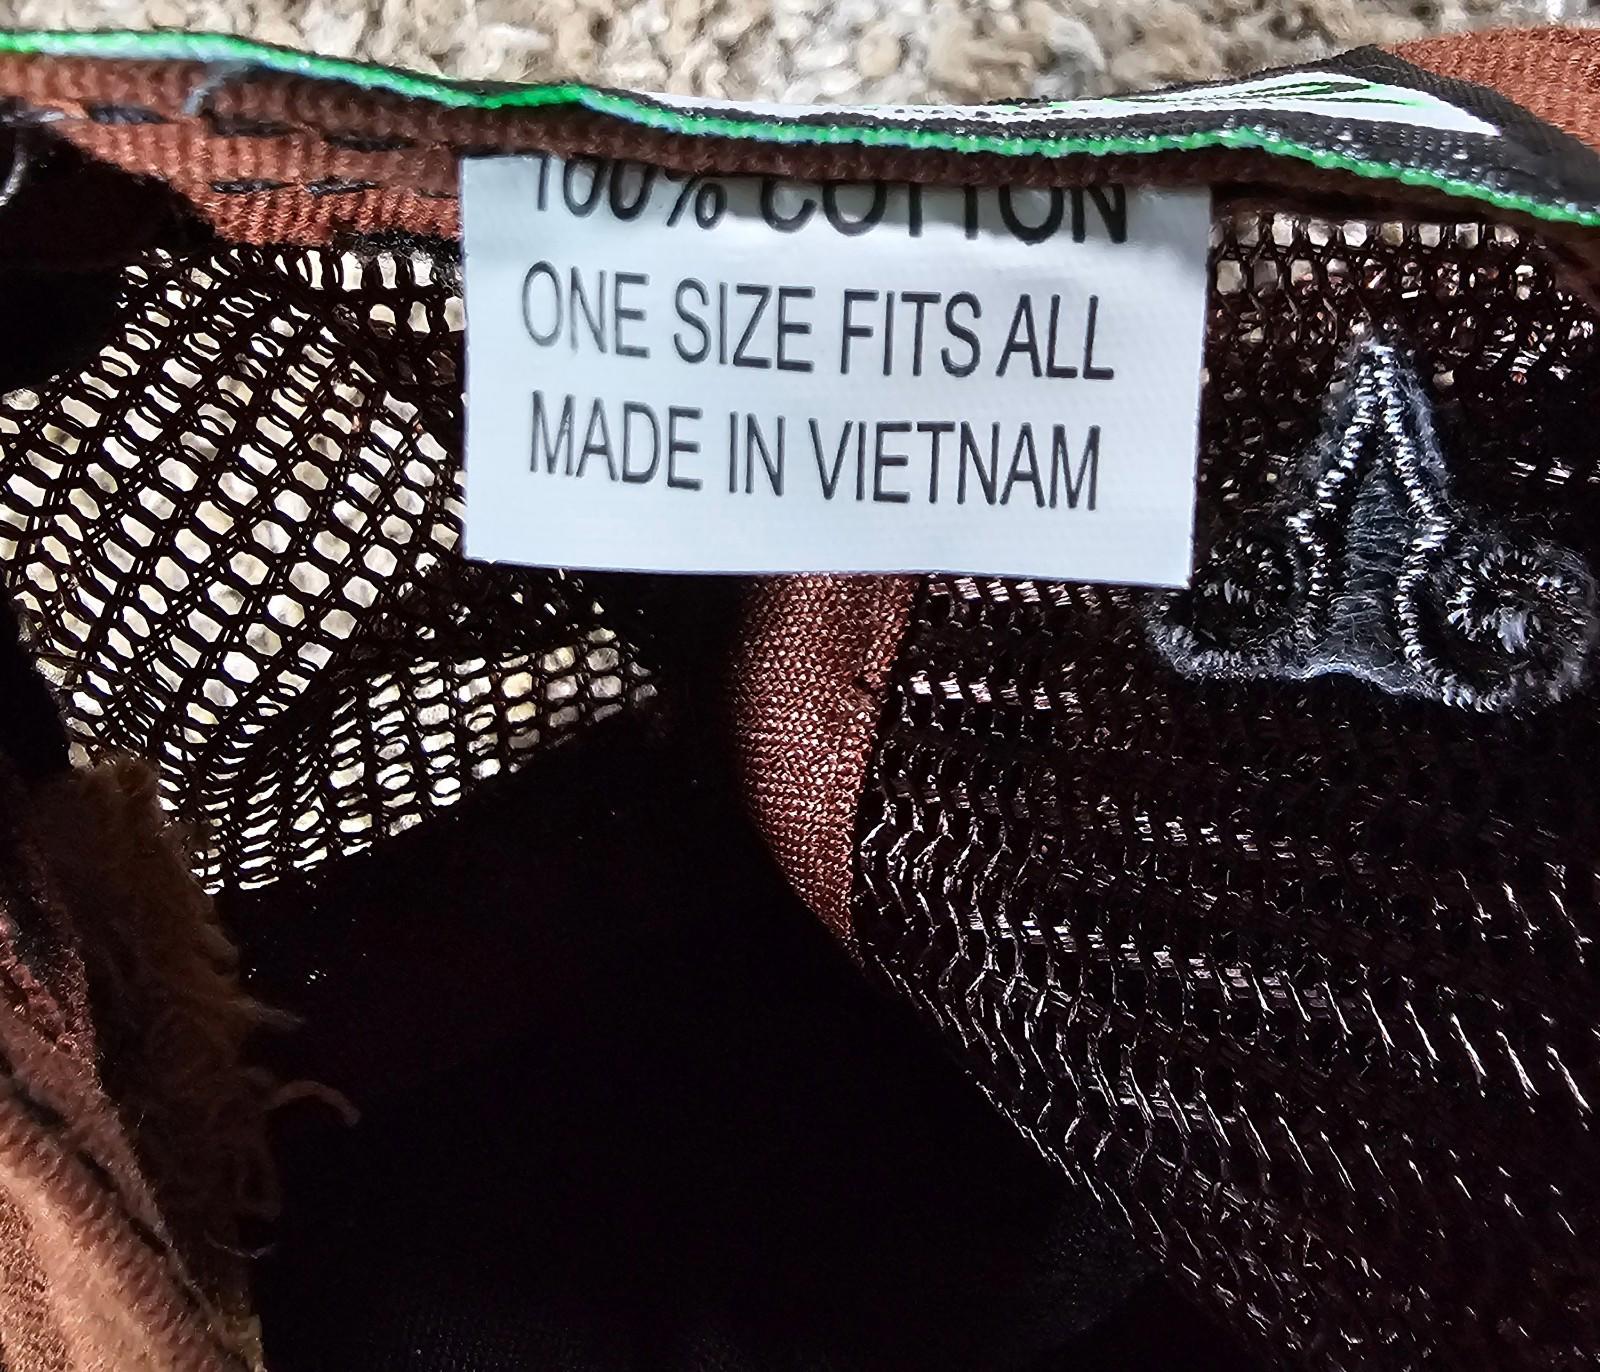 100% COTTON
ONE SIZE FITS ALL
MADE IN VIETNAM